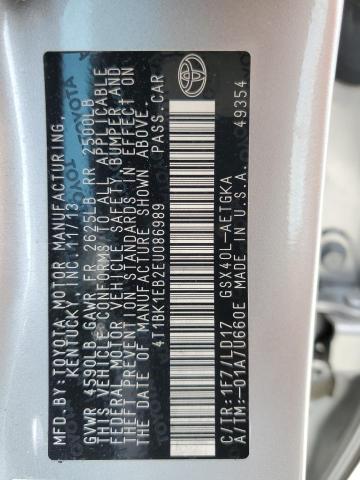 MFD.BY:TOYOTA MOTOR MANUFACTURING,
KENTUCKY, INC. 11/13
GVWR 4590LB GAWR FR 2625LB RR 2500LB
THIS VEHICLE CONFORMS TO ALL APPLICABLE
FEDERAL MOTOR VEHICLE SAFETY, BUMPER, AND
THEFT PREVENTION STANDARDS IN EFFECT ON
THE DATE OF MANUFACTURE SHOWN ABOVE.
4T1BK1EB2EU086989 PASS.CAR
C/TR:1F7/LD17 GSX40L-AETGKA
A/TM:-01A/U660E MADE IN U.S.A. 49354